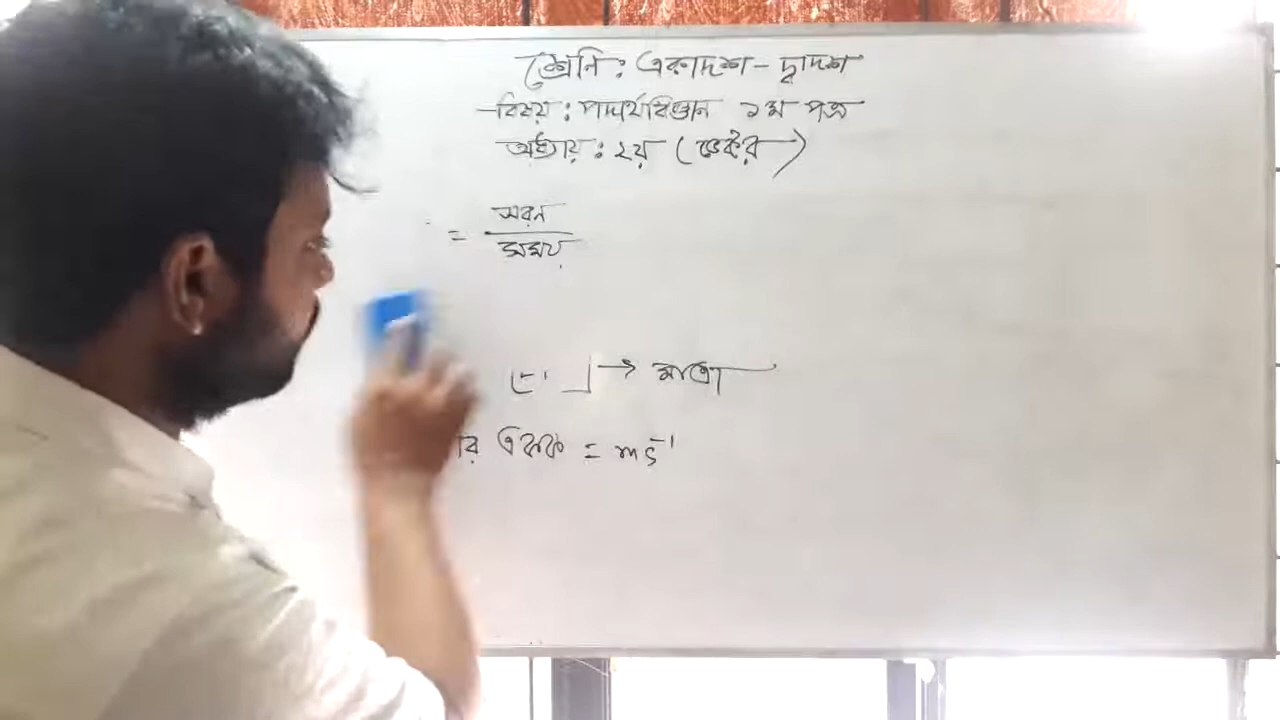 শ্রেণি : একাদশ - দ্বাদশ
বিষয় : পদার্থবিজ্ঞান ১ম পত্র
অধ্যায় : ২য় (ভেক্টর)
= সরণ
সময়
] → মাত্রা
র একক = ms⁻¹